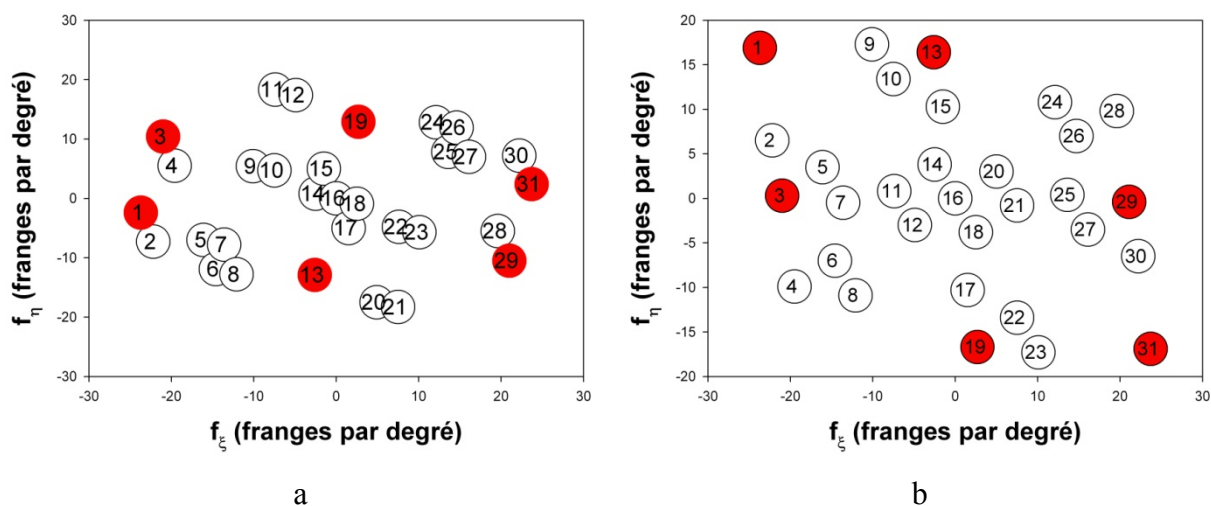 30
20
10
0
-10
-20
-30
f_η (franges par degré)
11 12
3 19 24 26
4 9 10 15 25 27 30
14 16 18 31
1 2 5 7 17 22 23 28
6 8 13 29
20 21
-30 -20 -10 0 10 20 30
f_ξ (franges par degré)
a
20
15
10
5
0
-5
-10
-15
-20
f_η (franges par degré)
1 9 13
10
15 24 28
2 26
5 14 20
3 7 11 16 21 25 29
12 18 27
6 30
4 8 17
22
19 23 31
-30 -20 -10 0 10 20 30
f_ξ (franges par degré)
b